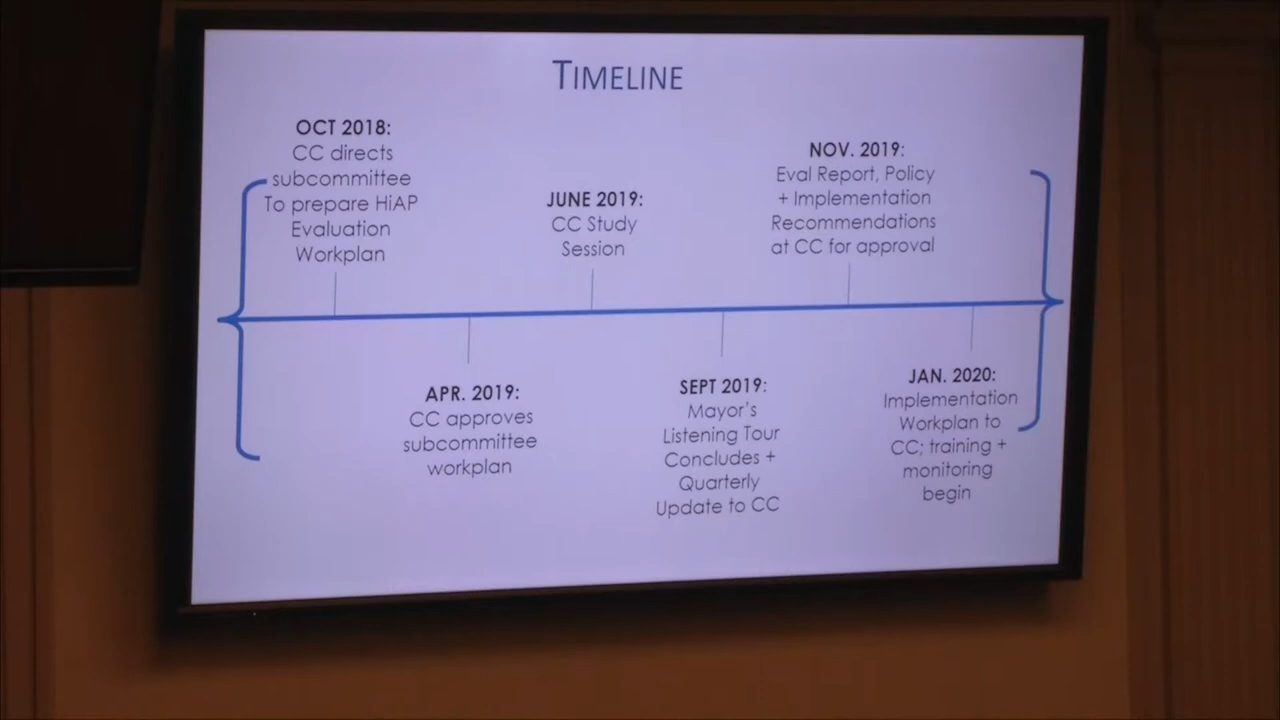 TIMELINE
OCT 2018:
CC directs
subcommittee
To prepare HiAP
Evaluation
Workplan
APR. 2019:
CC approves
subcommittee
workplan
JUNE 2019:
CC Study
Session
SEPT 2019:
Mayor's
Listening Tour
Concludes +
Quarterly
Update to CC
NOV. 2019:
Eval Report, Policy
+ Implementation
Recommendations
at CC for approval
JAN. 2020:
Implementation
Workplan to
CC; training +
monitoring
begin